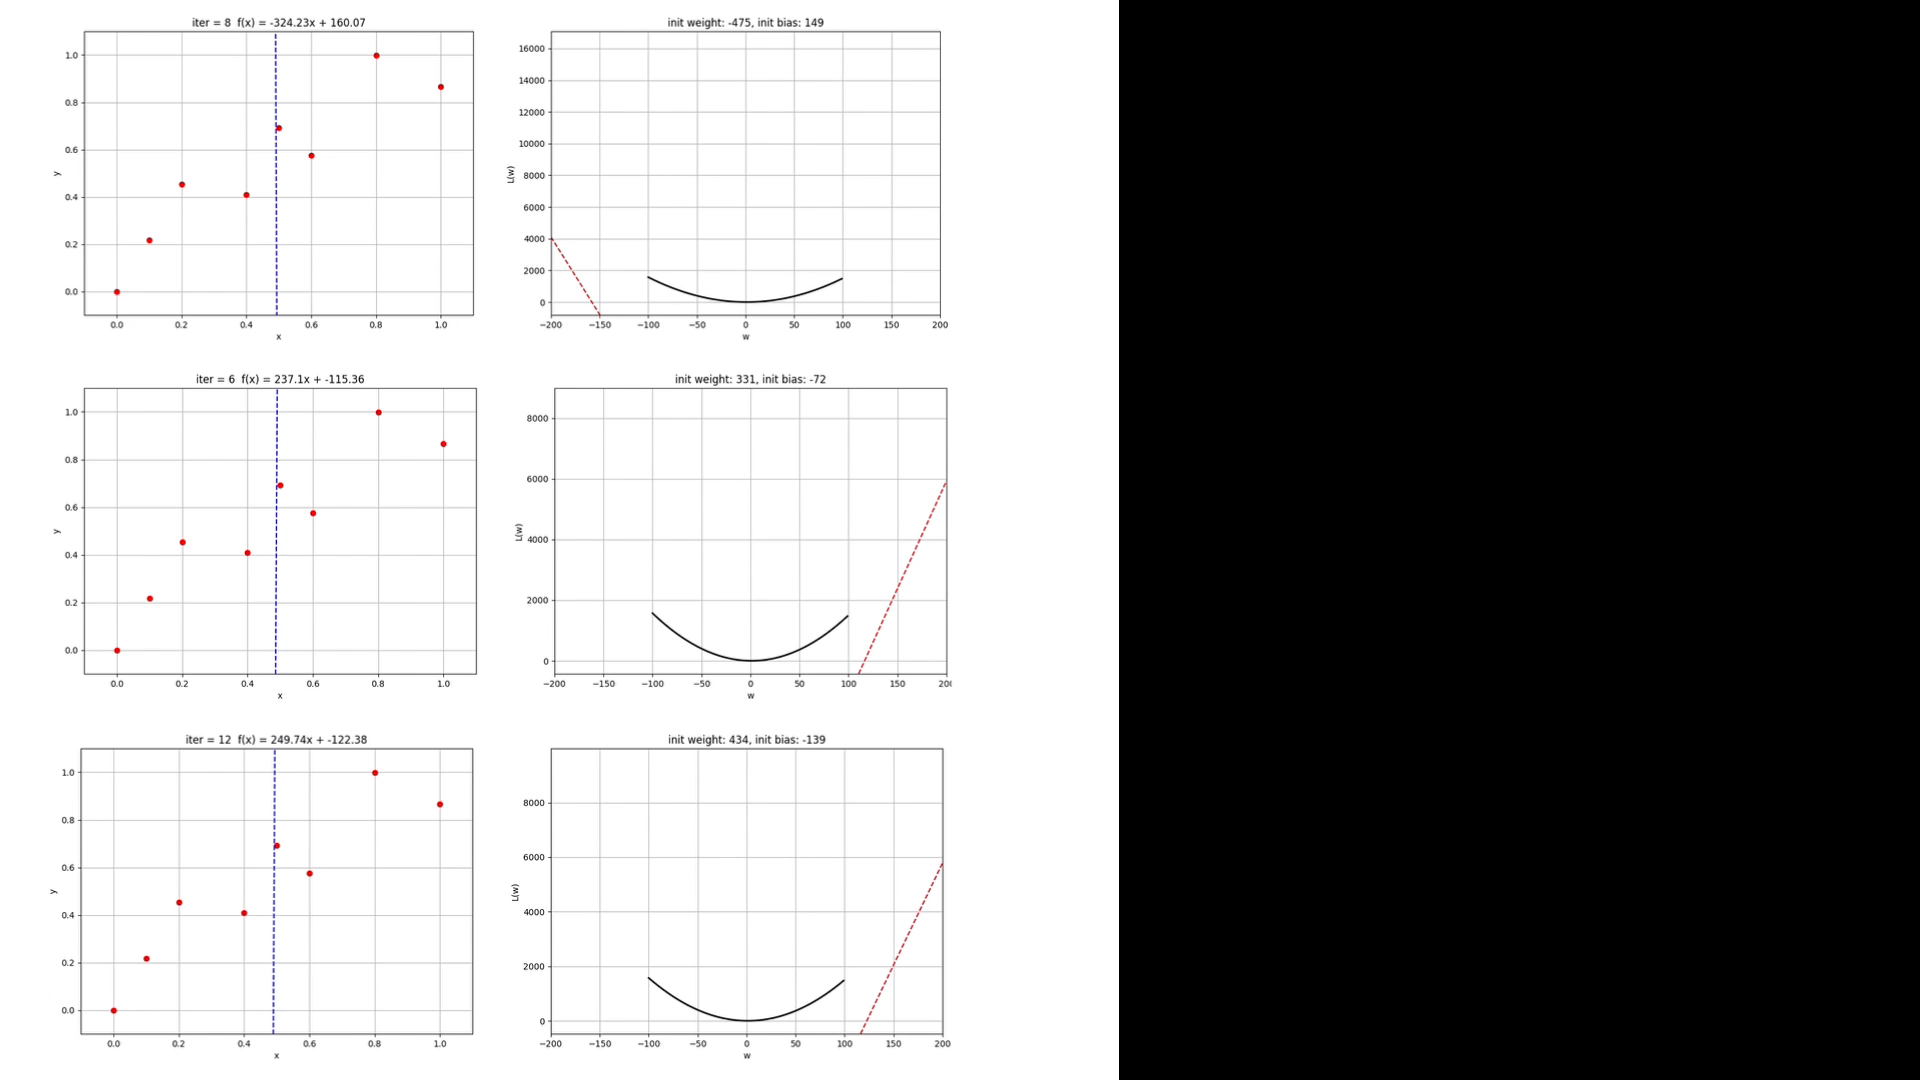 iter = 8 f(x) = -324.23x + 160.07
1.0
0.8
0.6
0.4
0.2
0.0
y
0.0 0.2 0.4 0.6 0.8 1.0
x
init weight: -475, init bias: 149
16000
14000
12000
10000
8000
6000
4000
2000
0
L(w)
−200 −150 −100 −50 0 50 100 150 200
w
iter = 6 f(x) = 237.1x + -115.36
1.0
0.8
0.6
0.4
0.2
0.0
y
0.0 0.2 0.4 0.6 0.8 1.0
x
init weight: 331, init bias: -72
8000
6000
4000
2000
0
L(w)
−200 −150 −100 −50 0 50 100 150 20
w
iter = 12 f(x) = 249.74x + -122.38
1.0
0.8
0.6
0.4
0.2
0.0
y
0.0 0.2 0.4 0.6 0.8 1.0
x
init weight: 434, init bias: -139
8000
6000
4000
2000
0
L(w)
−200 −150 −100 −50 0 50 100 150 200
w